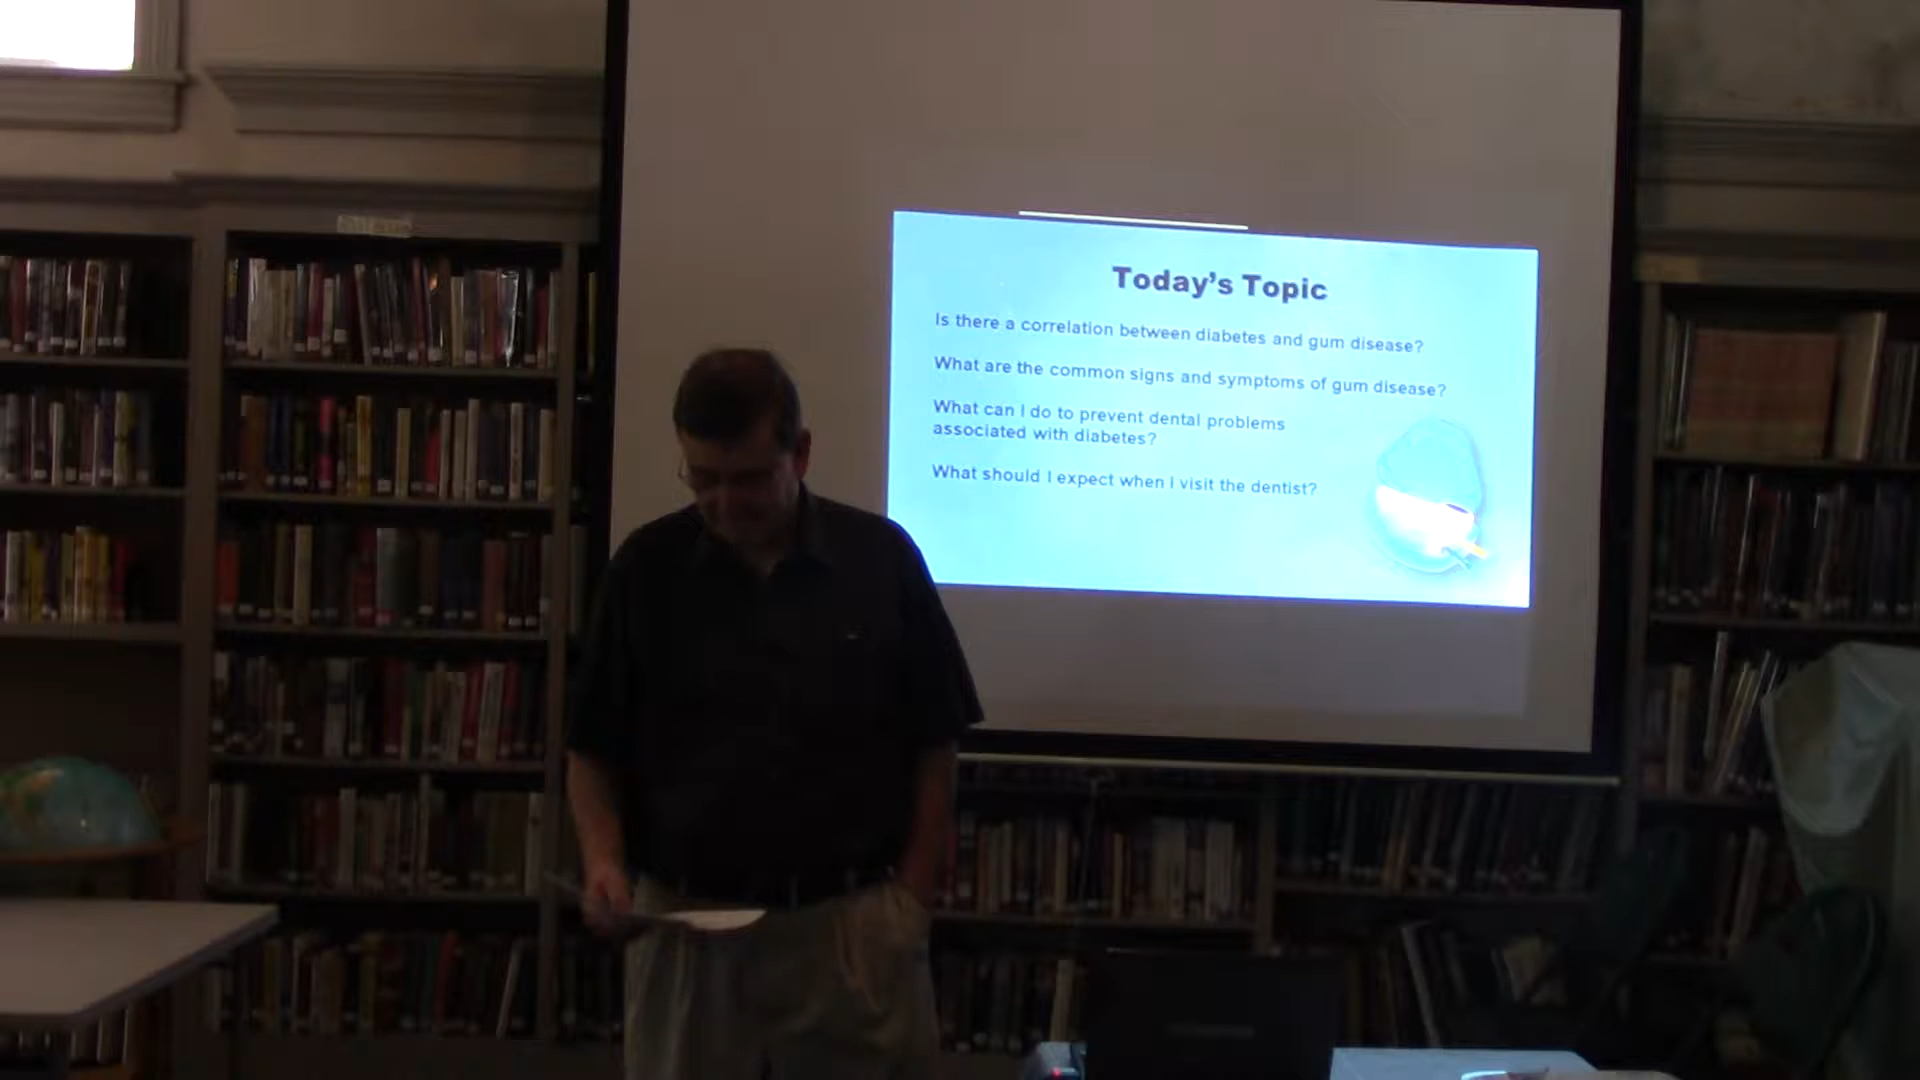 Today's Topic
Is there a correlation between diabetes and gum disease?
What are the common signs and symptoms of gum disease?
What can I do to prevent dental problems
associated with diabetes?
What should I expect when I visit the dentist?